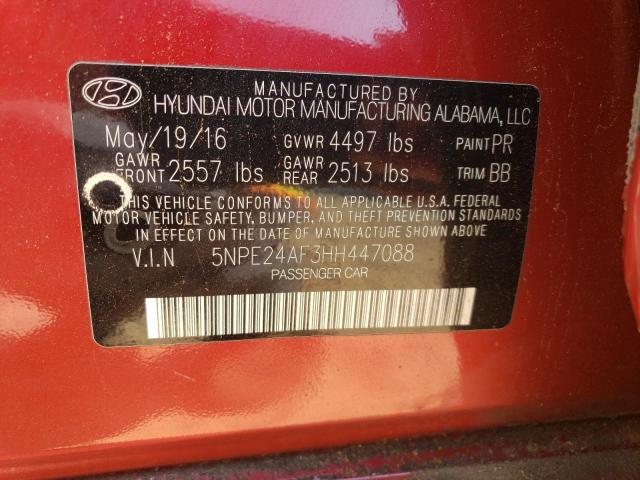 MANUFACTURED BY
HYUNDAI MOTOR MANUFACTURING ALABAMA, LLC
May/19/16 GVWR 4497 lbs PAINT PR
GAWR FRONT 2557 lbs GAWR REAR 2513 lbs TRIM BB
THIS VEHICLE CONFORMS TO ALL APPLICABLE U.S.A. FEDERAL
MOTOR VEHICLE SAFETY, BUMPER, AND THEFT PREVENTION STANDARDS
IN EFFECT ON THE DATE OF MANUFACTURE SHOWN ABOVE
V.I.N 5NPE24AF3HH447088
PASSENGER CAR